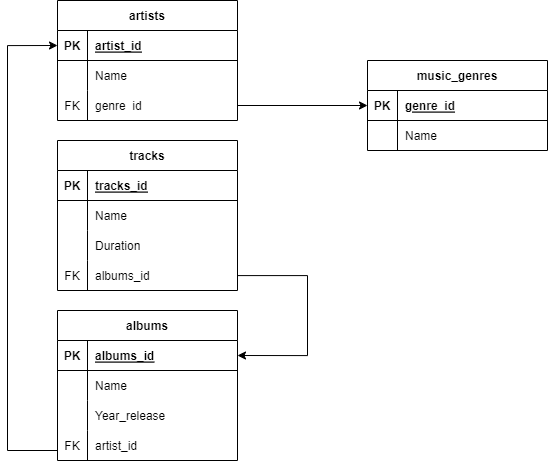 artists
PK artist_id
Name
FK genre_id
music_genres
PK genre_id
Name
tracks
PK tracks_id
Name
Duration
FK albums_id
albums
PK albums_id
Name
Year_release
FK artist_id